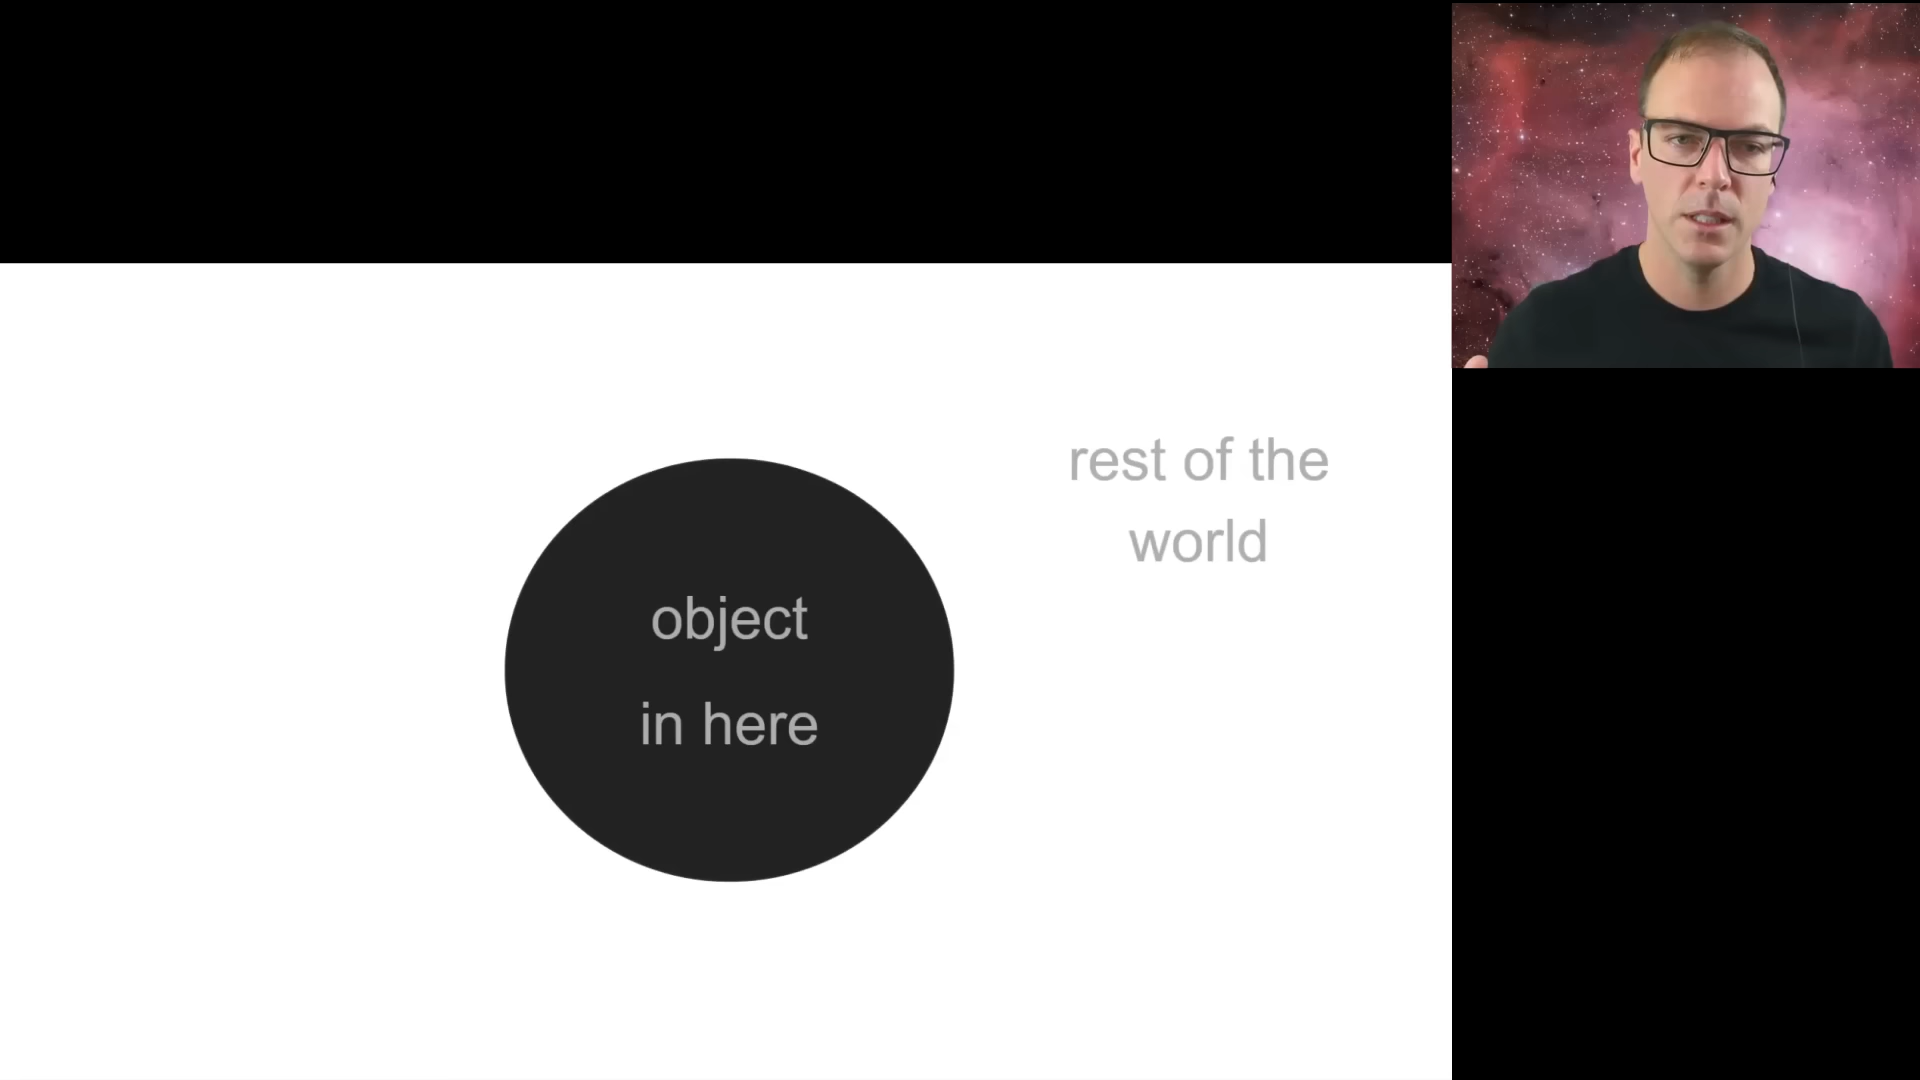 rest of the
world
object
in here